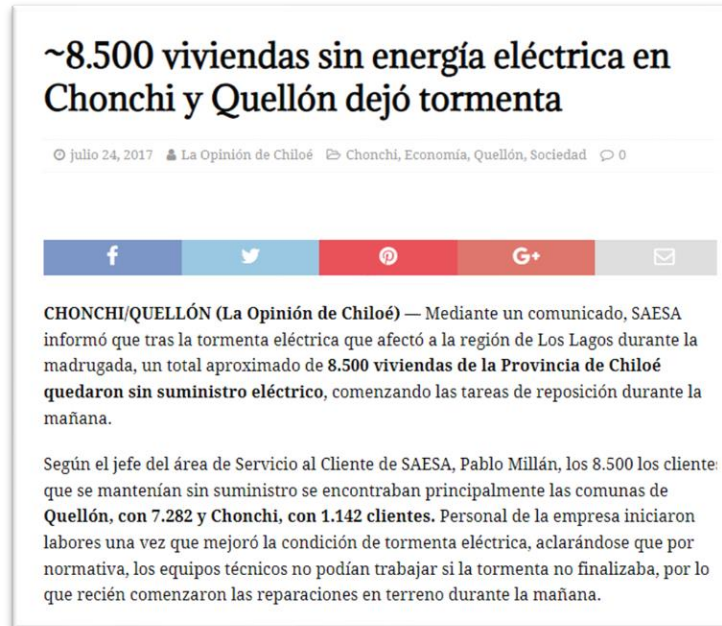 ~8.500 viviendas sin energía eléctrica en
Chonchi y Quellón dejó tormenta
julio 24, 2017 La Opinión de Chiloé Chonchi, Economía, Quellón, Sociedad 0
f G+
CHONCHI/QUELLÓN (La Opinión de Chiloé) — Mediante un comunicado, SAESA
informó que tras la tormenta eléctrica que afectó a la región de Los Lagos durante la
madrugada, un total aproximado de 8.500 viviendas de la Provincia de Chiloé
quedaron sin suministro eléctrico, comenzando las tareas de reposición durante la
mañana.
Según el jefe del área de Servicio al Cliente de SAESA, Pablo Millán, los 8.500 los cliente
que se mantenían sin suministro se encontraban principalmente las comunas de
Quellón, con 7.282 y Chonchi, con 1.142 clientes. Personal de la empresa iniciaron
labores una vez que mejoró la condición de tormenta eléctrica, aclarándose que por
normativa, los equipos técnicos no podían trabajar si la tormenta no finalizaba, por lo
que recién comenzaron las reparaciones en terreno durante la mañana.